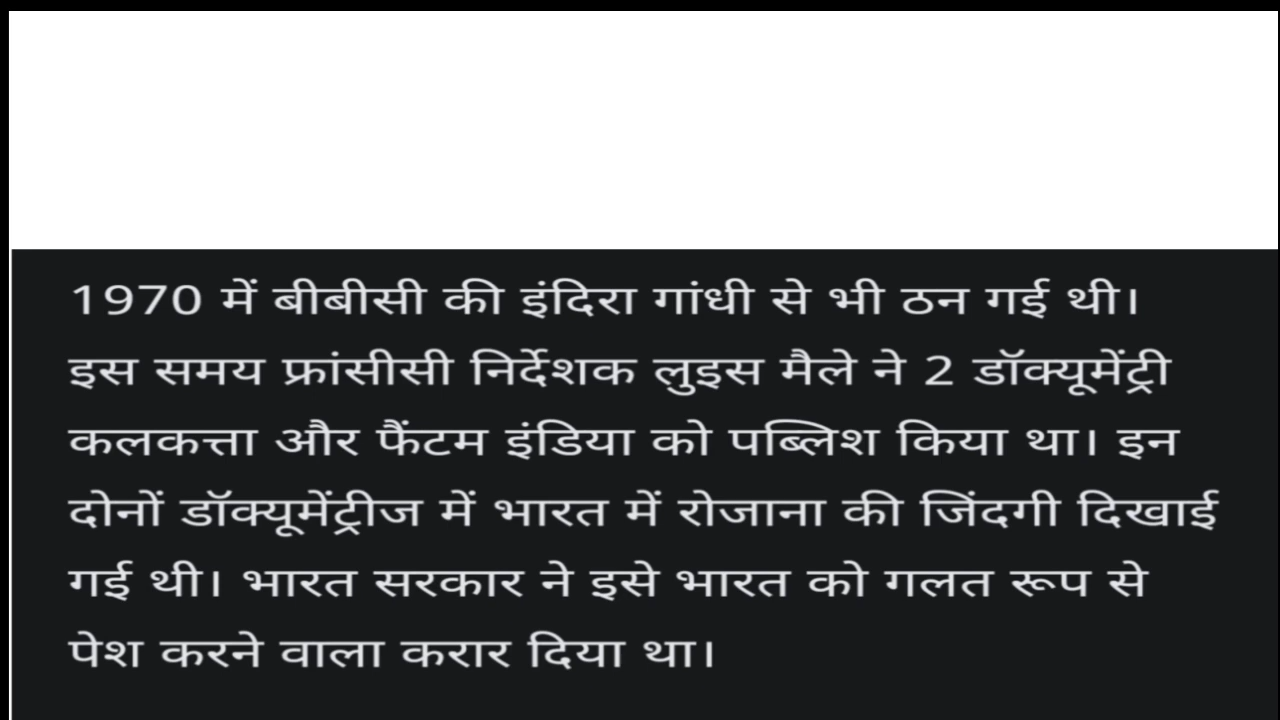 1970 में बीबीसी की इंदिरा गांधी से भी ठन गई थी।
इस समय फ्रांसीसी निर्देशक लुइस मैले ने 2 डॉक्यूमेंट्री
कलकत्ता और फैंटम इंडिया को पब्लिश किया था। इन
दोनों डॉक्यूमेंट्रीज में भारत में रोजाना की जिंदगी दिखाई
गई थी। भारत सरकार ने इसे भारत को गलत रूप से
पेश करने वाला करार दिया था।